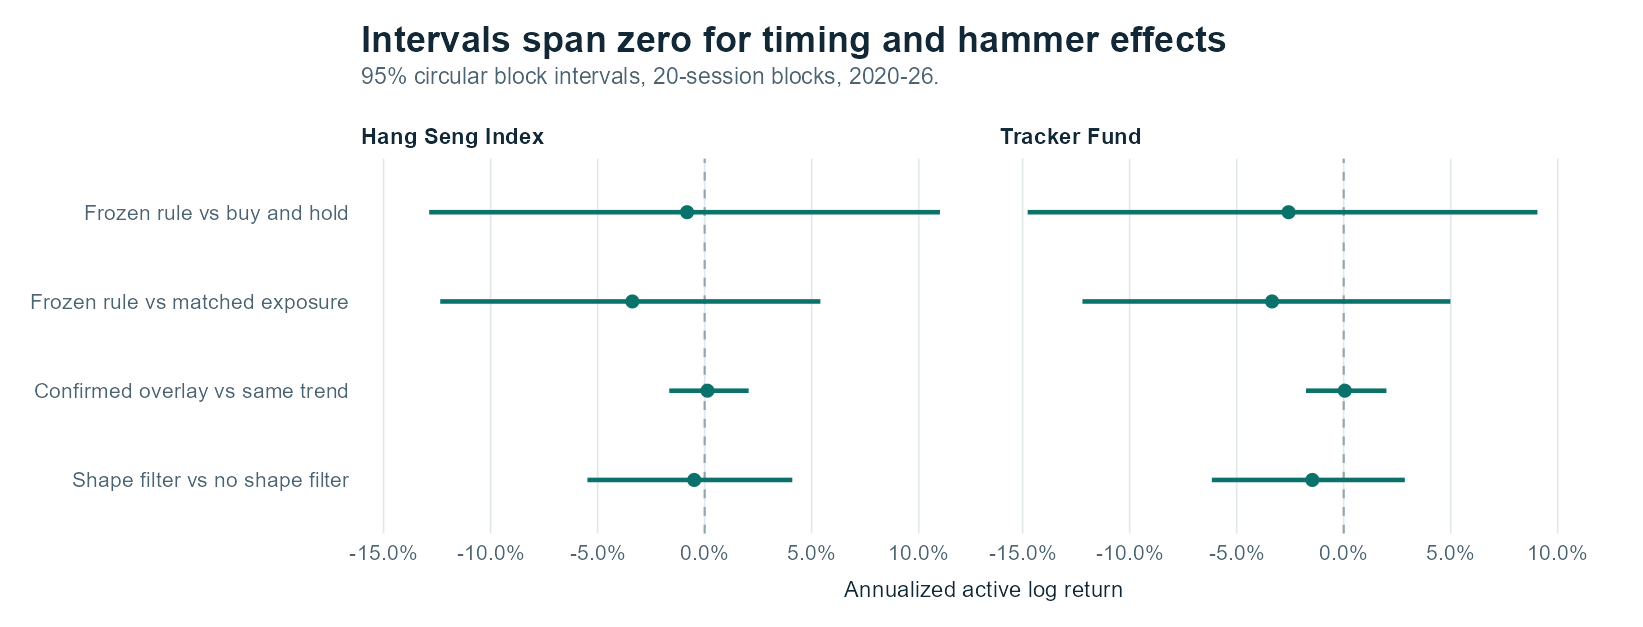 Intervals span zero for timing and hammer effects
95% circular block intervals, 20-session blocks, 2020-26.
Hang Seng Index
Tracker Fund
Frozen rule vs buy and hold
Frozen rule vs matched exposure
Confirmed overlay vs same trend
Shape filter vs no shape filter
-15.0% -10.0% -5.0% 0.0% 5.0% 10.0% -15.0% -10.0% -5.0% 0.0% 5.0% 10.0%
Annualized active log return